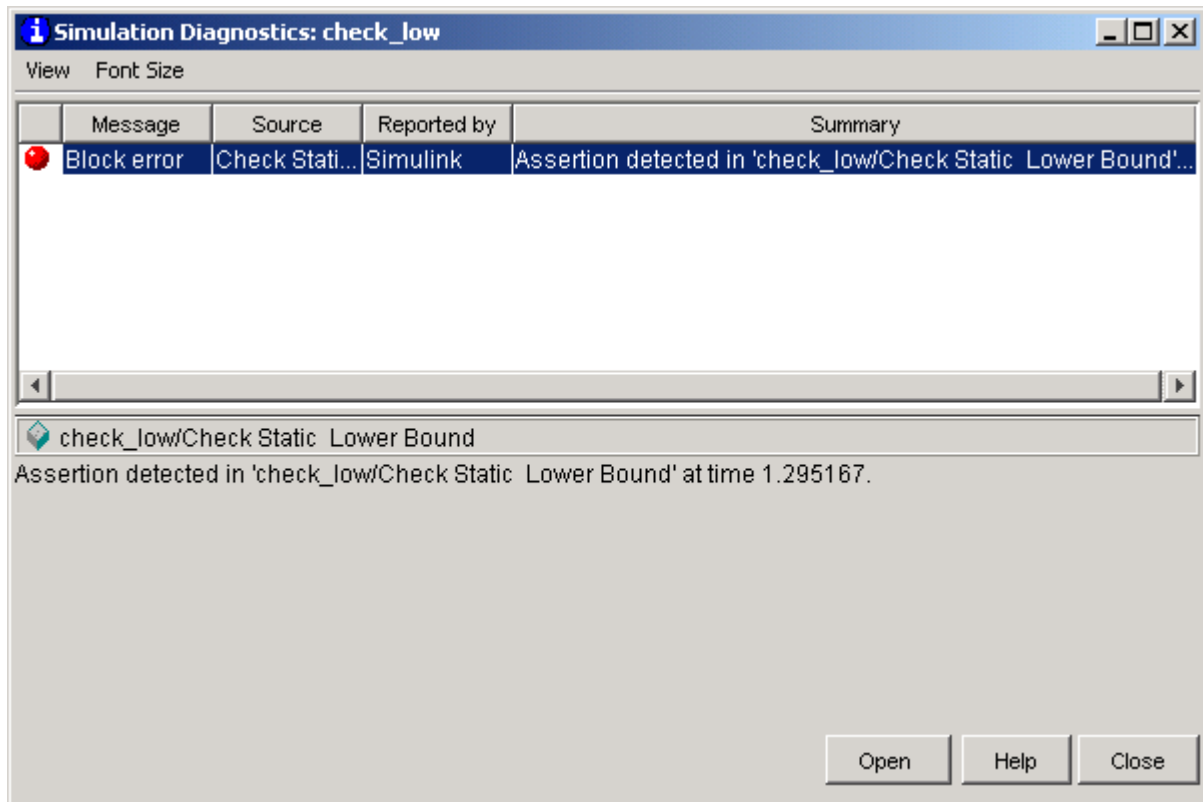 Simulation Diagnostics: check_low
View Font Size
Message Source Reported by Summary
Block error Check Stati... Simulink Assertion detected in 'check_low/Check Static  Lower Bound'...
check_low/Check Static  Lower Bound
Assertion detected in 'check_low/Check Static  Lower Bound' at time 1.295167.
Open Help Close